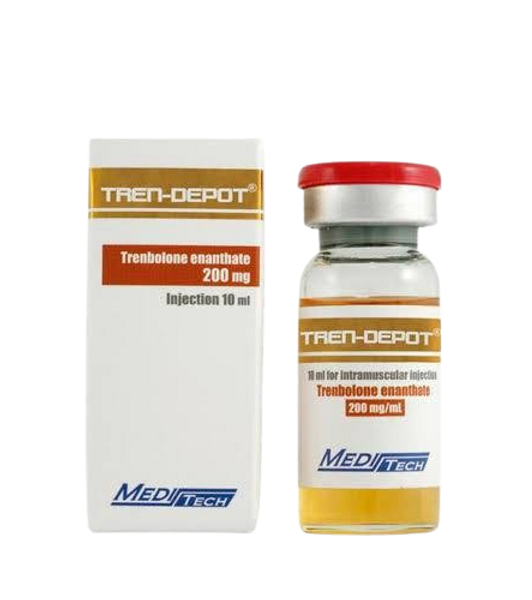 TREN-DEPOT®
Trenbolone enanthate
200 mg
Injection 10 ml
MEDITECH
TREN-DEPOT®
10 ml for intramuscular injection
Trenbolone enanthate
200 mg/mL
MEDITECH